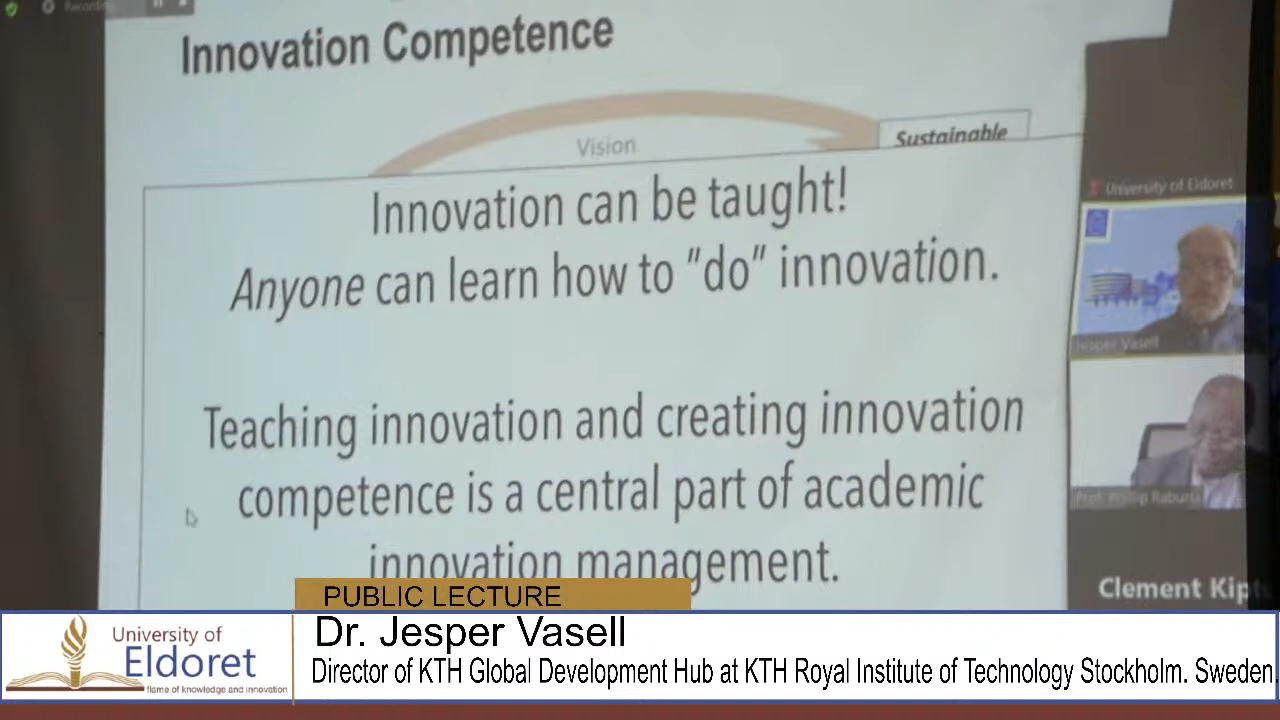 Innovation Competence
Vision
Sustainable
Innovation can be taught!
Anyone can learn how to "do" innovation.
Teaching innovation and creating innovation
competence is a central part of academic
innovation management.
University of Eldoret
Jesper Vasell
Prof. Phillip Raburu
Clement Kip
PUBLIC LECTURE
Dr. Jesper Vasell
Director of KTH Global Development Hub at KTH Royal Institute of Technology Stockholm. Sweden.
University of
Eldoret
flame of knowledge and innovation